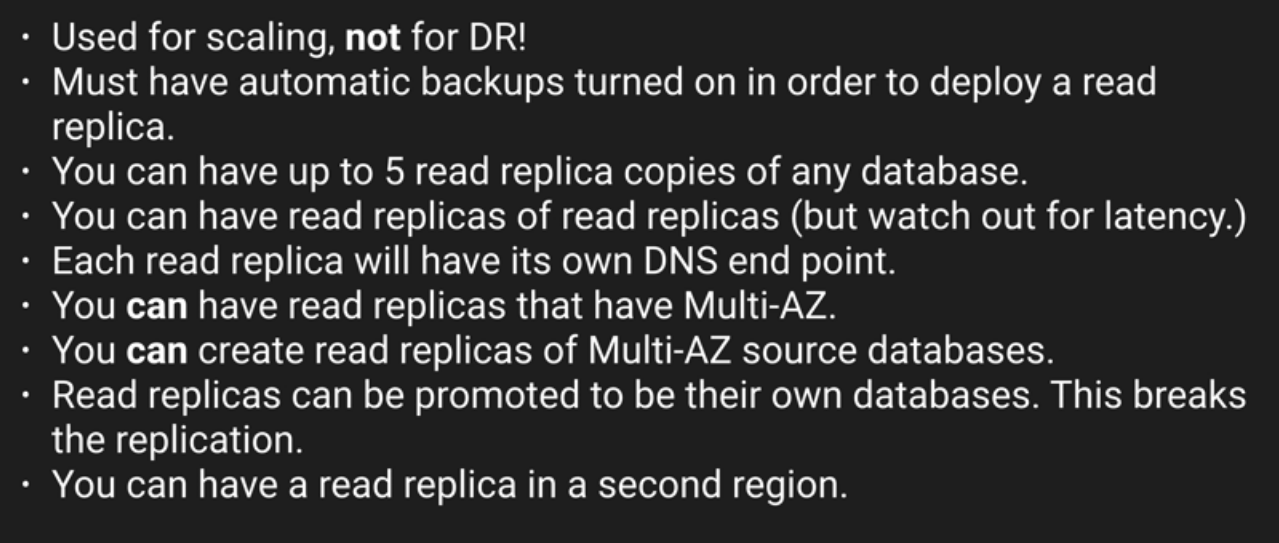 · Used for scaling, not for DR!
· Must have automatic backups turned on in order to deploy a read
replica.
· You can have up to 5 read replica copies of any database.
· You can have read replicas of read replicas (but watch out for latency.)
· Each read replica will have its own DNS end point.
· You can have read replicas that have Multi-AZ.
· You can create read replicas of Multi-AZ source databases.
· Read replicas can be promoted to be their own databases. This breaks
the replication.
· You can have a read replica in a second region.